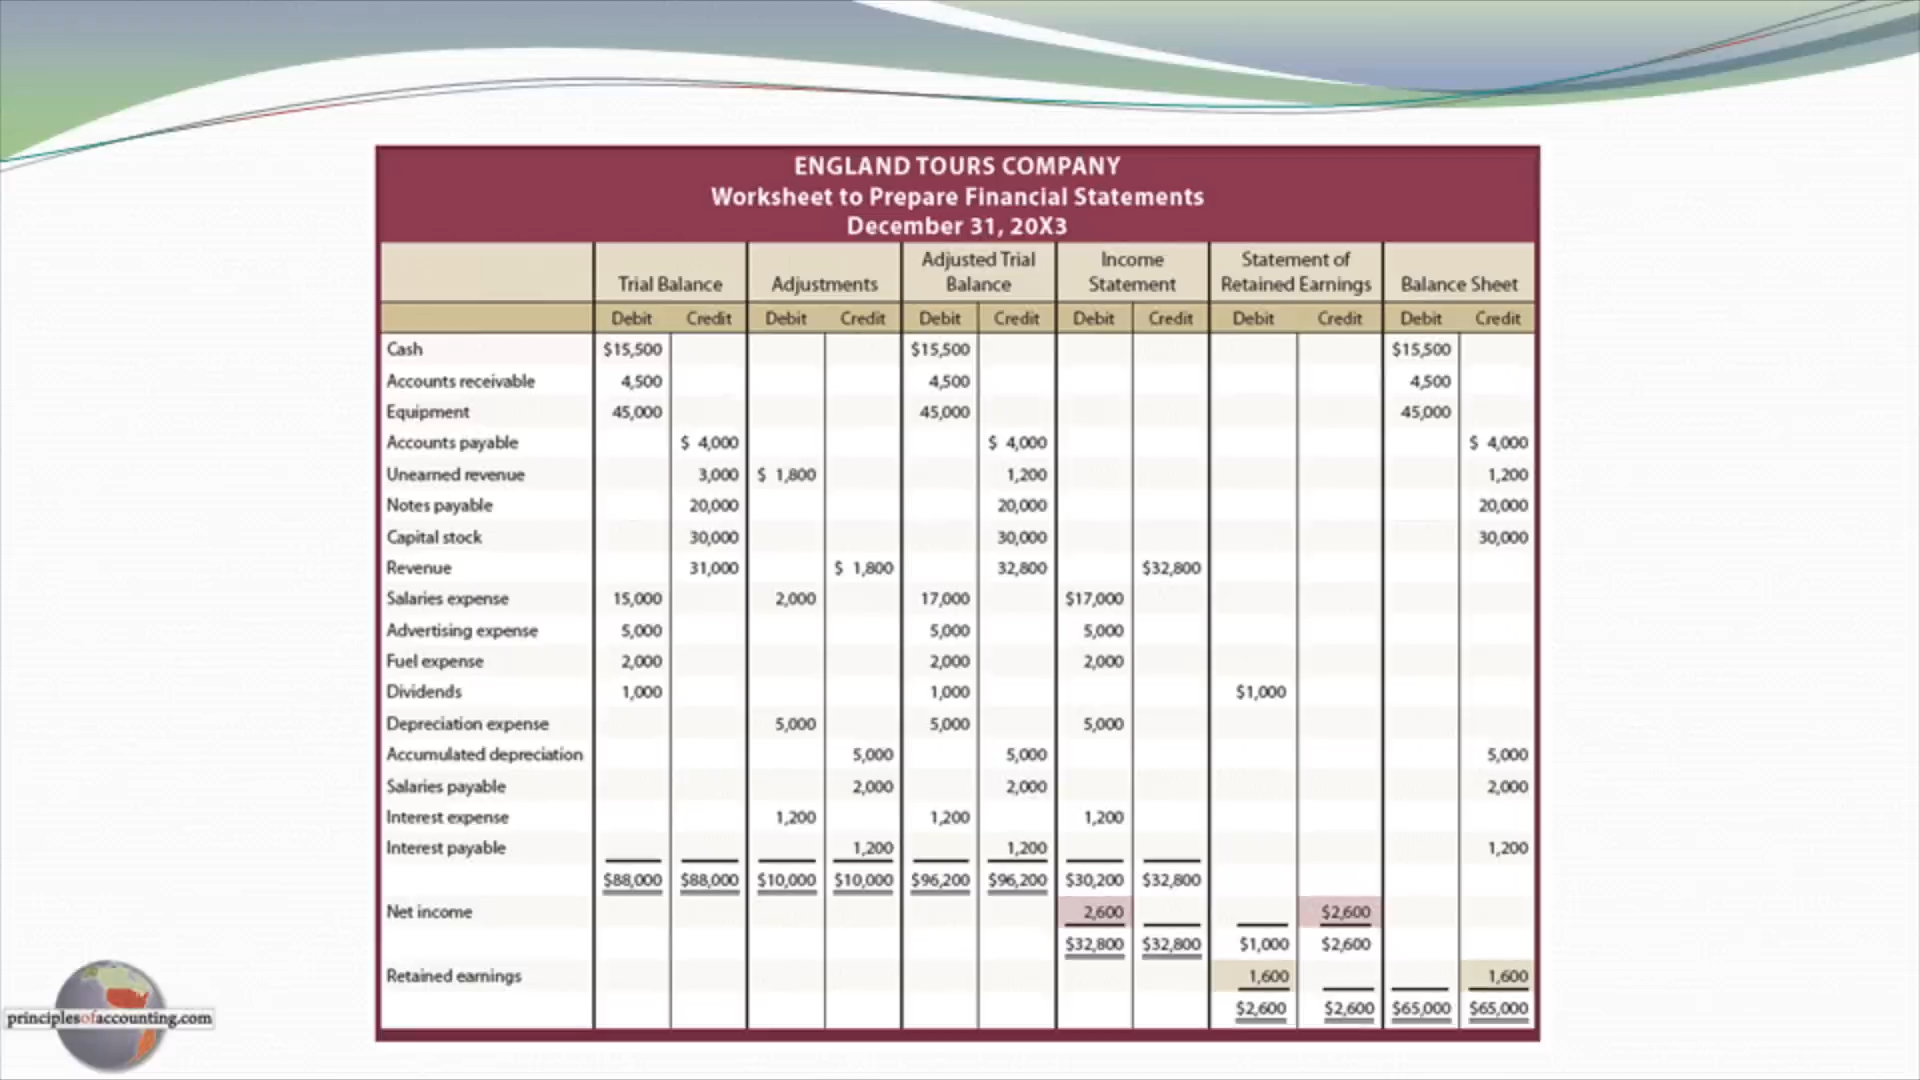 ENGLAND TOURS COMPANY
Worksheet to Prepare Financial Statements
December 31, 20X3
Trial Balance Adjustments Adjusted Trial Balance Income Statement Statement of Retained Earnings Balance Sheet
Debit Credit Debit Credit Debit Credit Debit Credit Debit Credit Debit Credit
Cash $15,500 $15,500 $15,500
Accounts receivable 4,500 4,500 4,500
Equipment 45,000 45,000 45,000
Accounts payable $ 4,000 $ 4,000 $ 4,000
Unearned revenue 3,000 $ 1,800 1,200 1,200
Notes payable 20,000 20,000 20,000
Capital stock 30,000 30,000 30,000
Revenue 31,000 $ 1,800 32,800 $32,800
Salaries expense 15,000 2,000 17,000 $17,000
Advertising expense 5,000 5,000 5,000
Fuel expense 2,000 2,000 2,000
Dividends 1,000 1,000 $1,000
Depreciation expense 5,000 5,000 5,000
Accumulated depreciation 5,000 5,000 5,000
Salaries payable 2,000 2,000 2,000
Interest expense 1,200 1,200 1,200
Interest payable 1,200 1,200 1,200
$88,000 $88,000 $10,000 $10,000 $96,200 $96,200 $30,200 $32,800
Net income 2,600 $2,600
$32,800 $32,800 $1,000 $2,600
Retained earnings 1,600 1,600
$2,600 $2,600 $65,000 $65,000
principlesofaccounting.com